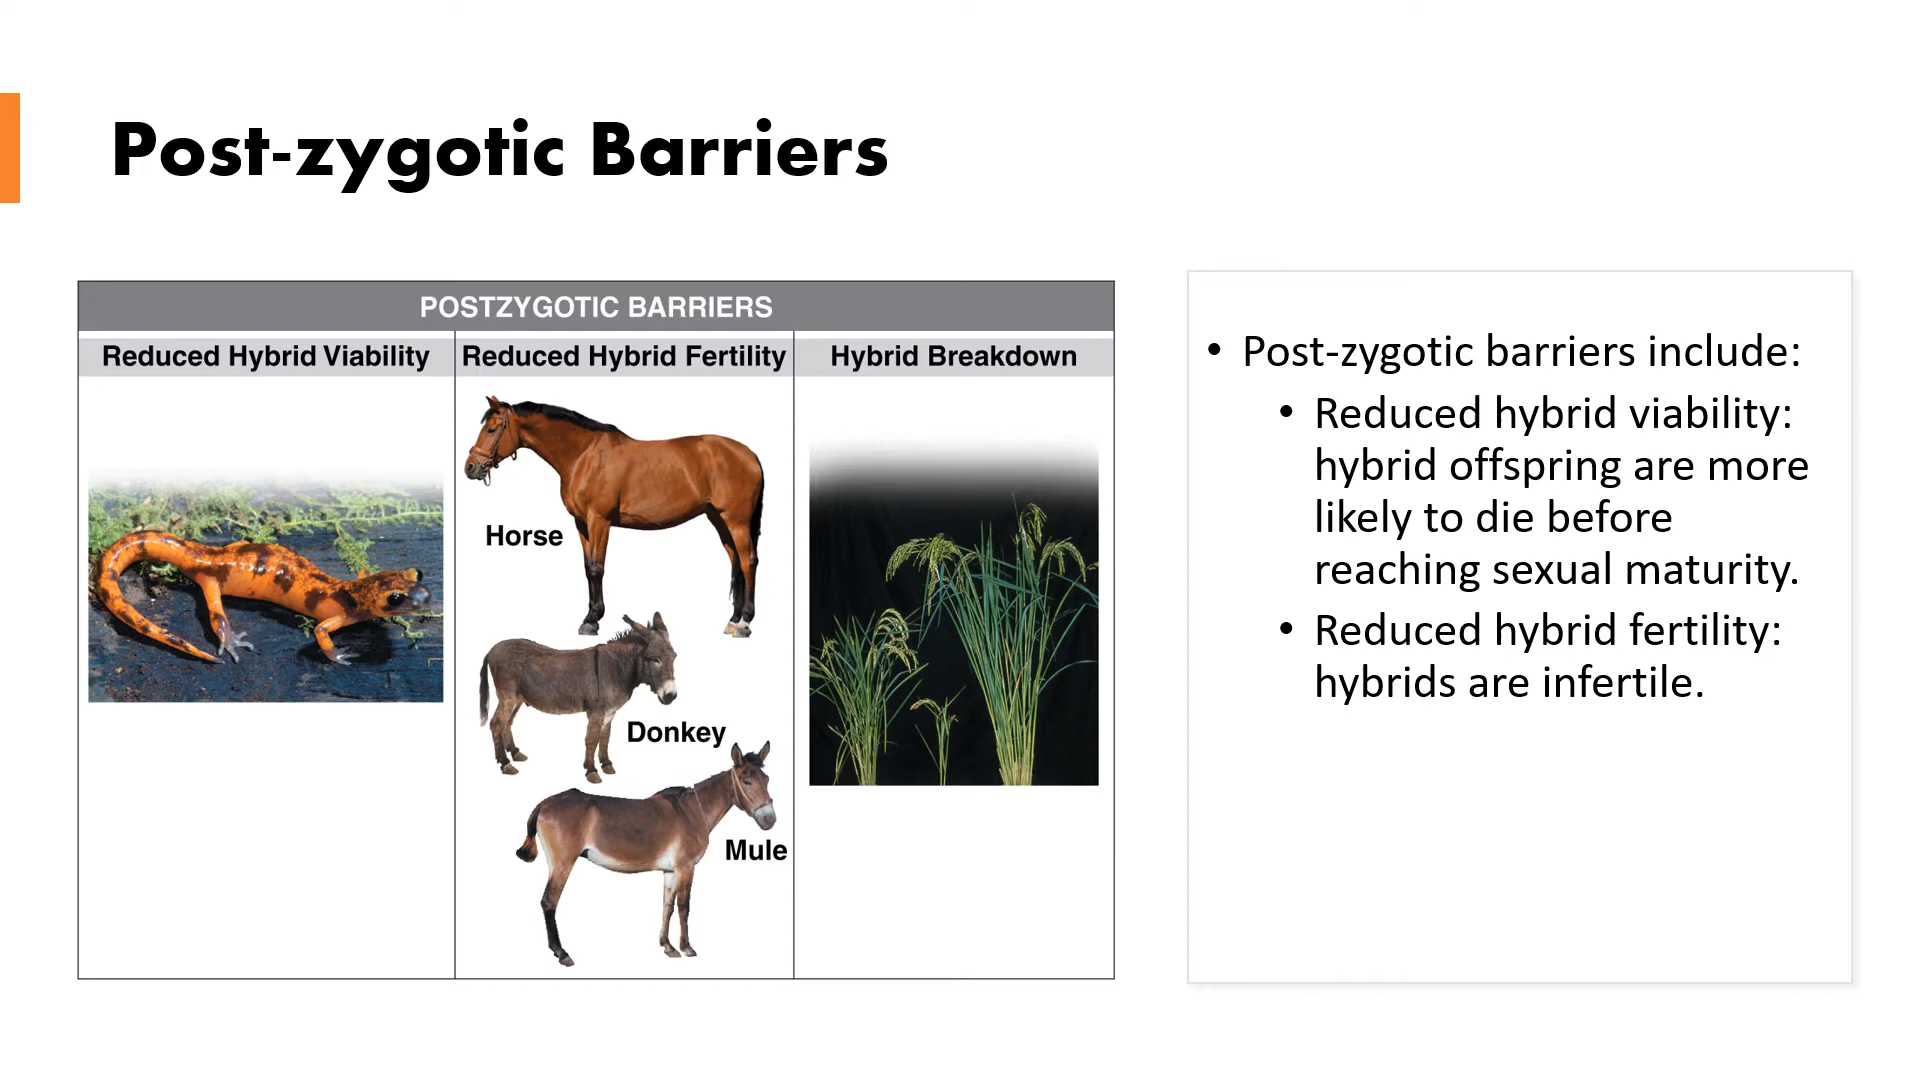 Post-zygotic Barriers
POSTZYGOTIC BARRIERS
Reduced Hybrid Viability
Reduced Hybrid Fertility
Hybrid Breakdown
Horse
Donkey
Mule
• Post-zygotic barriers include:
• Reduced hybrid viability:
hybrid offspring are more
likely to die before
reaching sexual maturity.
• Reduced hybrid fertility:
hybrids are infertile.